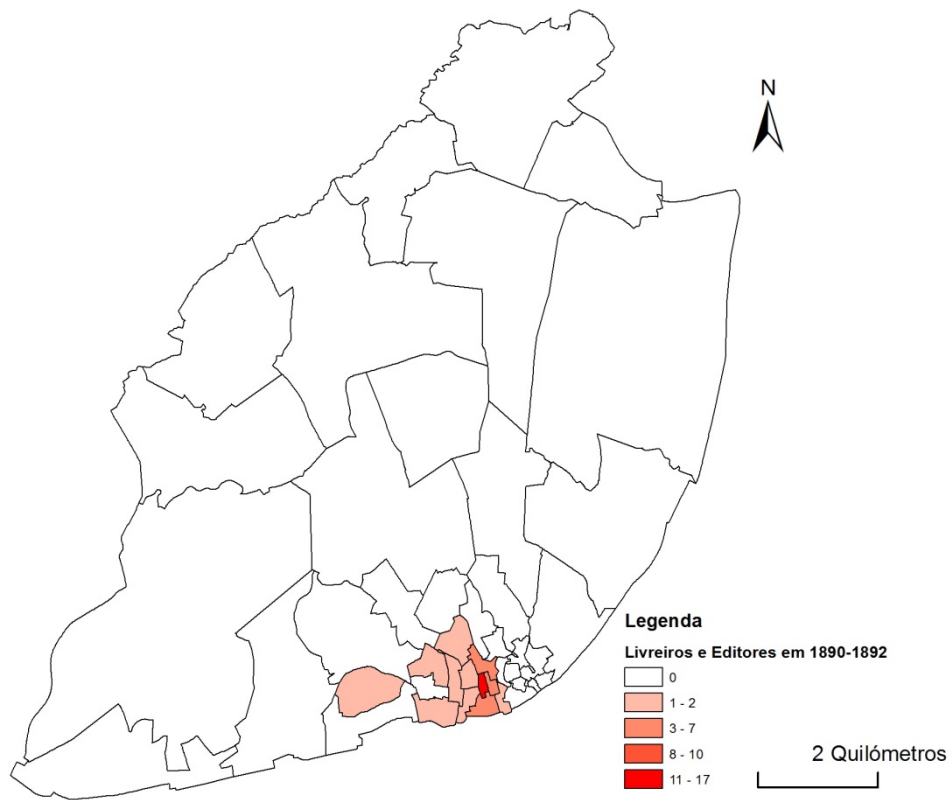 N
Legenda
Livreiros e Editores em 1890-1892
0
1 - 2
3 - 7
8 - 10
11 - 17
2 Quilómetros